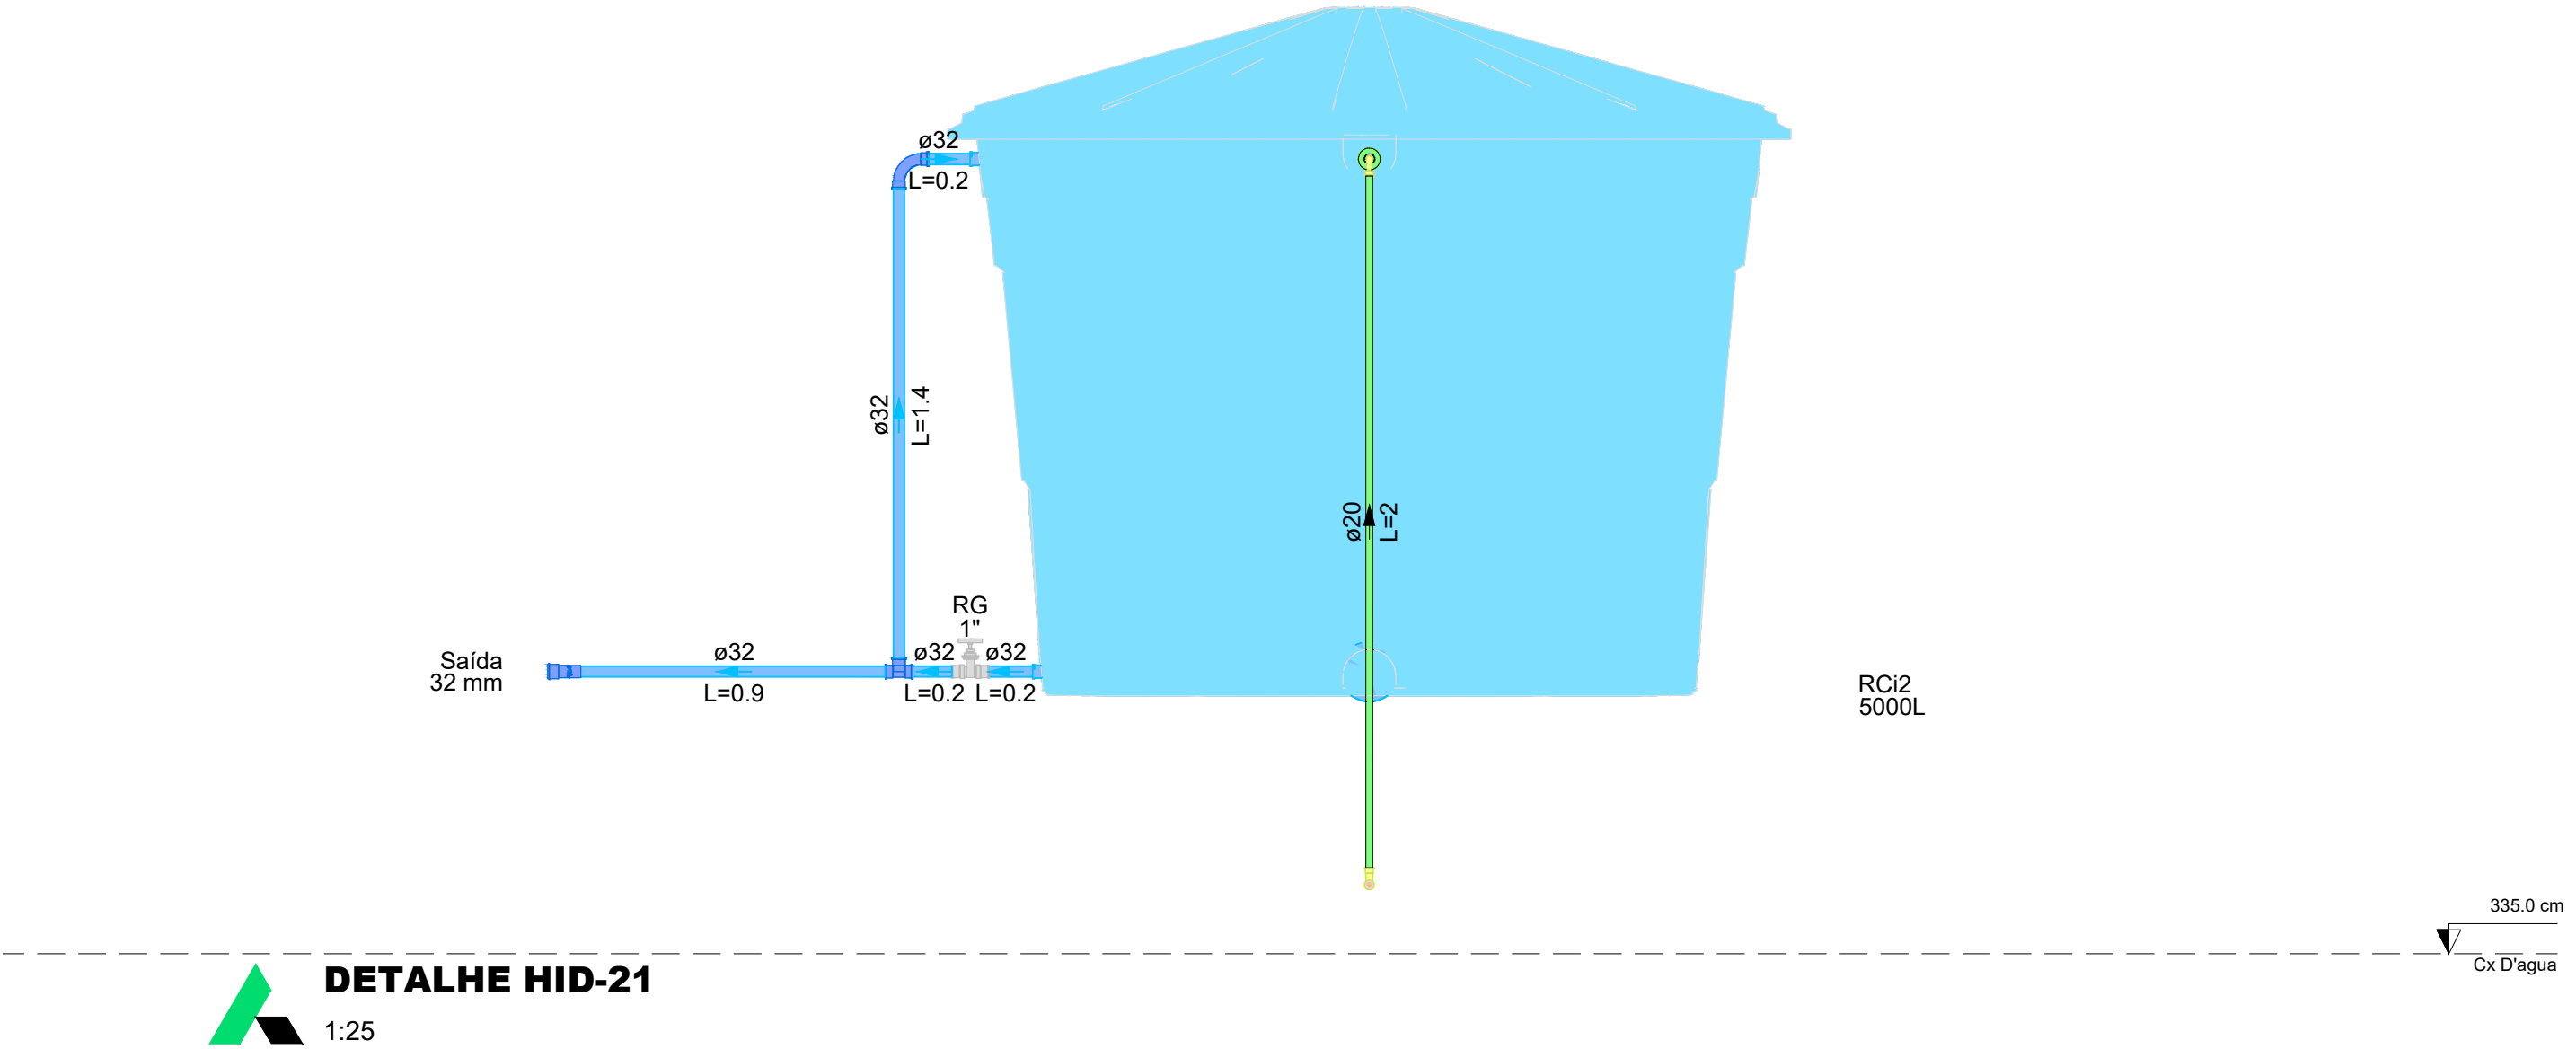 ø32
L=0.2
ø32
L=1.4
ø20
L=2
RG
1"
ø32
ø32
ø32
Saída
32 mm
L=0.9
L=0.2
L=0.2
RCi2
5000L
335.0 cm
Cx D'agua
DETALHE HID-21
1:25